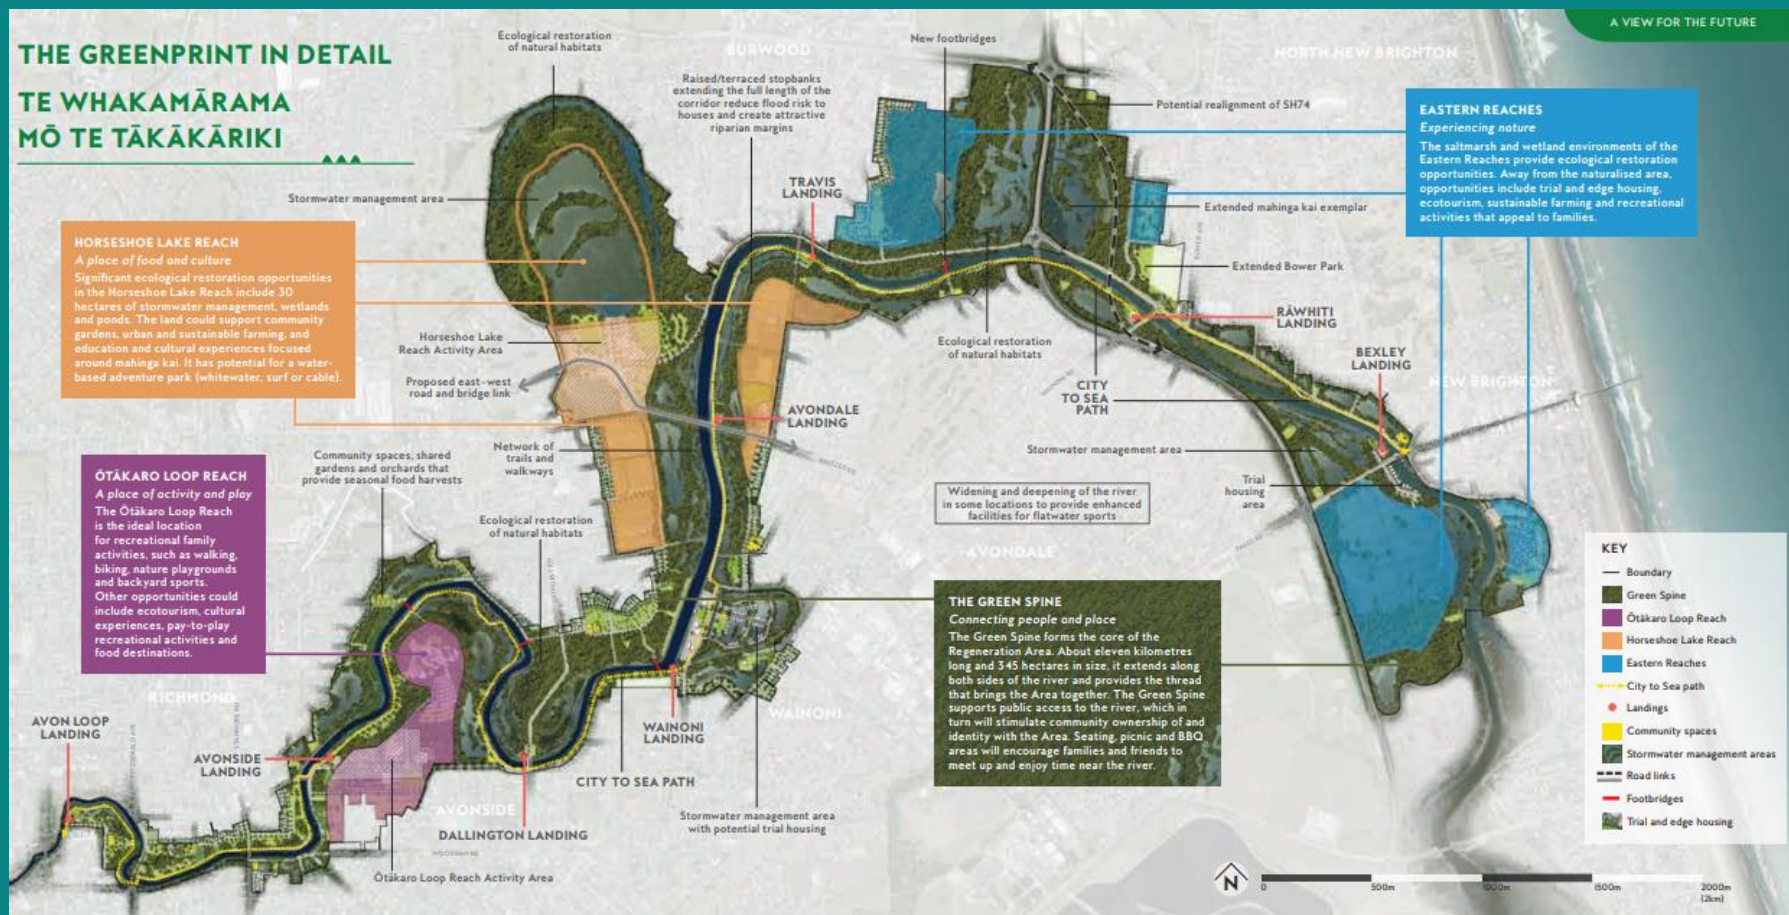 A VIEW FOR THE FUTURE
THE GREENPRINT IN DETAIL
TE WHAKAMĀRAMA
MŌ TE TĀKĀKĀRIKI
Ecological restoration
of natural habitats
BURWOOD
New footbridges
NORTH NEW BRIGHTON
Raised/terraced stopbanks
extending the full length of the
corridor reduce flood risk to
houses and create attractive
riparian margins
Potential realignment of SH74
EASTERN REACHES
Experiencing nature
The saltmarsh and wetland environments of the
Eastern Reaches provide ecological restoration
opportunities. Away from the naturalised area,
opportunities include trial and edge housing,
ecotourism, sustainable farming and recreational
activities that appeal to families.
Stormwater management area
TRAVIS
LANDING
Extended mahinga kai exemplar
HORSESHOE LAKE REACH
A place of food and culture
Significant ecological restoration opportunities
in the Horseshoe Lake Reach include 30
hectares of stormwater management, wetlands
and ponds. The land could support community
gardens, urban and sustainable farming, and
education and cultural experiences focused
around mahinga kai. It has potential for a water-
based adventure park (whitewater, surf or cable).
Extended Bower Park
Horseshoe Lake
Reach Activity Area
Proposed east-west
road and bridge link
RĀWHITI
LANDING
Ecological restoration
of natural habitats
BEXLEY
LANDING
NEW BRIGHTON
CITY
TO SEA
PATH
AVONDALE
LANDING
Network of
trails and
walkways
Stormwater management area
Trial
housing
area
Community spaces, shared
gardens and orchards that
provide seasonal food harvests
ŌTĀKARO LOOP REACH
A place of activity and play
The Ōtākaro Loop Reach
is the ideal location
for recreational family
activities, such as walking,
biking, nature playgrounds
and backyard sports.
Other opportunities could
include ecotourism, cultural
experiences, pay-to-play
recreational activities and
food destinations.
Widening and deepening of the river
in some locations to provide enhanced
facilities for flatwater sports
Ecological restoration
of natural habitats
AVONDALE
THE GREEN SPINE
Connecting people and place
The Green Spine forms the core of the
Regeneration Area. About eleven kilometres
long and 345 hectares in size, it extends along
both sides of the river and provides the thread
that brings the Area together. The Green Spine
supports public access to the river, which in
turn will stimulate community ownership of and
identity with the Area. Seating, picnic and BBQ
areas will encourage families and friends to
meet up and enjoy time near the river.
RICHMOND
WAINONI
AVON LOOP
LANDING
AVONSIDE
LANDING
WAINONI
LANDING
CITY TO SEA PATH
AVONSIDE
DALLINGTON LANDING
Stormwater management area
with potential trial housing
Ōtākaro Loop Reach Activity Area
KEY
Boundary
Green Spine
Ōtākaro Loop Reach
Horseshoe Lake Reach
Eastern Reaches
City to Sea path
Landings
Community spaces
Stormwater management areas
Road links
Footbridges
Trial and edge housing
N
0
500m
1000m
1500m
2000m
(2km)